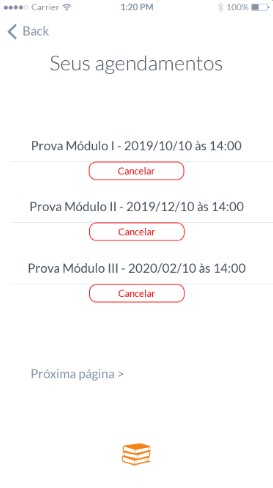 Carrier 1:20 PM 100%
Back
Seus agendamentos
Prova Módulo I - 2019/10/10 às 14:00
Cancelar
Prova Módulo II - 2019/12/10 às 14:00
Cancelar
Prova Módulo III - 2020/02/10 às 14:00
Cancelar
Próxima página >